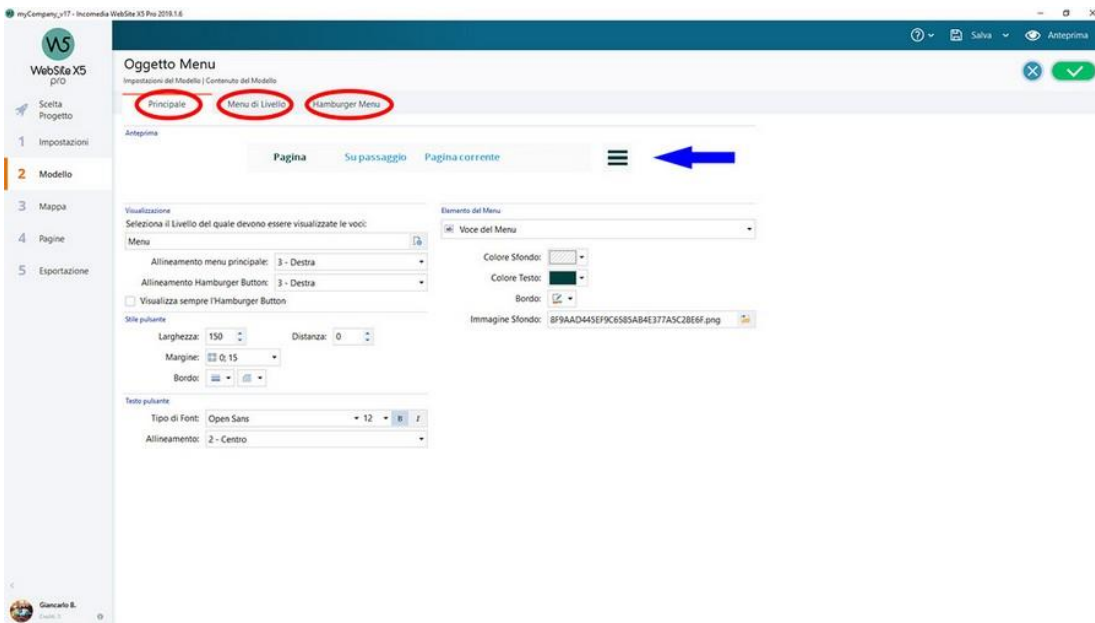 myCompany_v17 - Incomedia WebSite X5 Pro 2019.1.6
Salva
Anteprima
WebSite X5
pro
Oggetto Menu
Impostazioni del Modello | Contenuto del Modello
Principale
Menu di Livello
Hamburger Menu
Scelta
Progetto
1 Impostazioni
2 Modello
3 Mappa
4 Pagine
5 Esportazione
Anteprima
Pagina Su passaggio Pagina corrente
Visualizzazione
Seleziona il Livello del quale devono essere visualizzate le voci:
Menu
Allineamento menu principale: 3 - Destra
Allineamento Hamburger Button: 3 - Destra
Visualizza sempre l'Hamburger Button
Stile pulsante
Larghezza: 150 Distanza: 0
Margine: 0; 15
Bordo:
Testo pulsante
Tipo di Font: Open Sans 12 B I
Allineamento: 2 - Centro
Elemento del Menu
Voce del Menu
Colore Sfondo:
Colore Testo:
Bordo:
Immagine Sfondo: 8F9AAD445EF9C6585AB4E377A5C2BE6F.png
Giancarlo B.